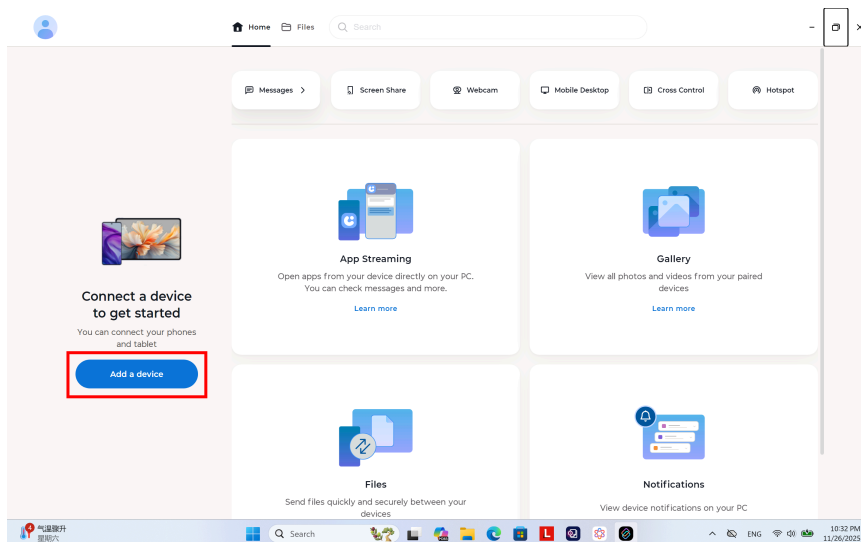 Home
Files
Search
Messages
Screen Share
Webcam
Mobile Desktop
Cross Control
Hotspot
Connect a device
to get started
You can connect your phones
and tablet
Add a device
App Streaming
Open apps from your device directly on your PC.
You can check messages and more.
Learn more
Gallery
View all photos and videos from your paired
devices
Learn more
Files
Send files quickly and securely between your
devices
Notifications
View device notifications on your PC
4
气温骤升
星期六
Search
L
ENG
10:32 PM
11/26/2025